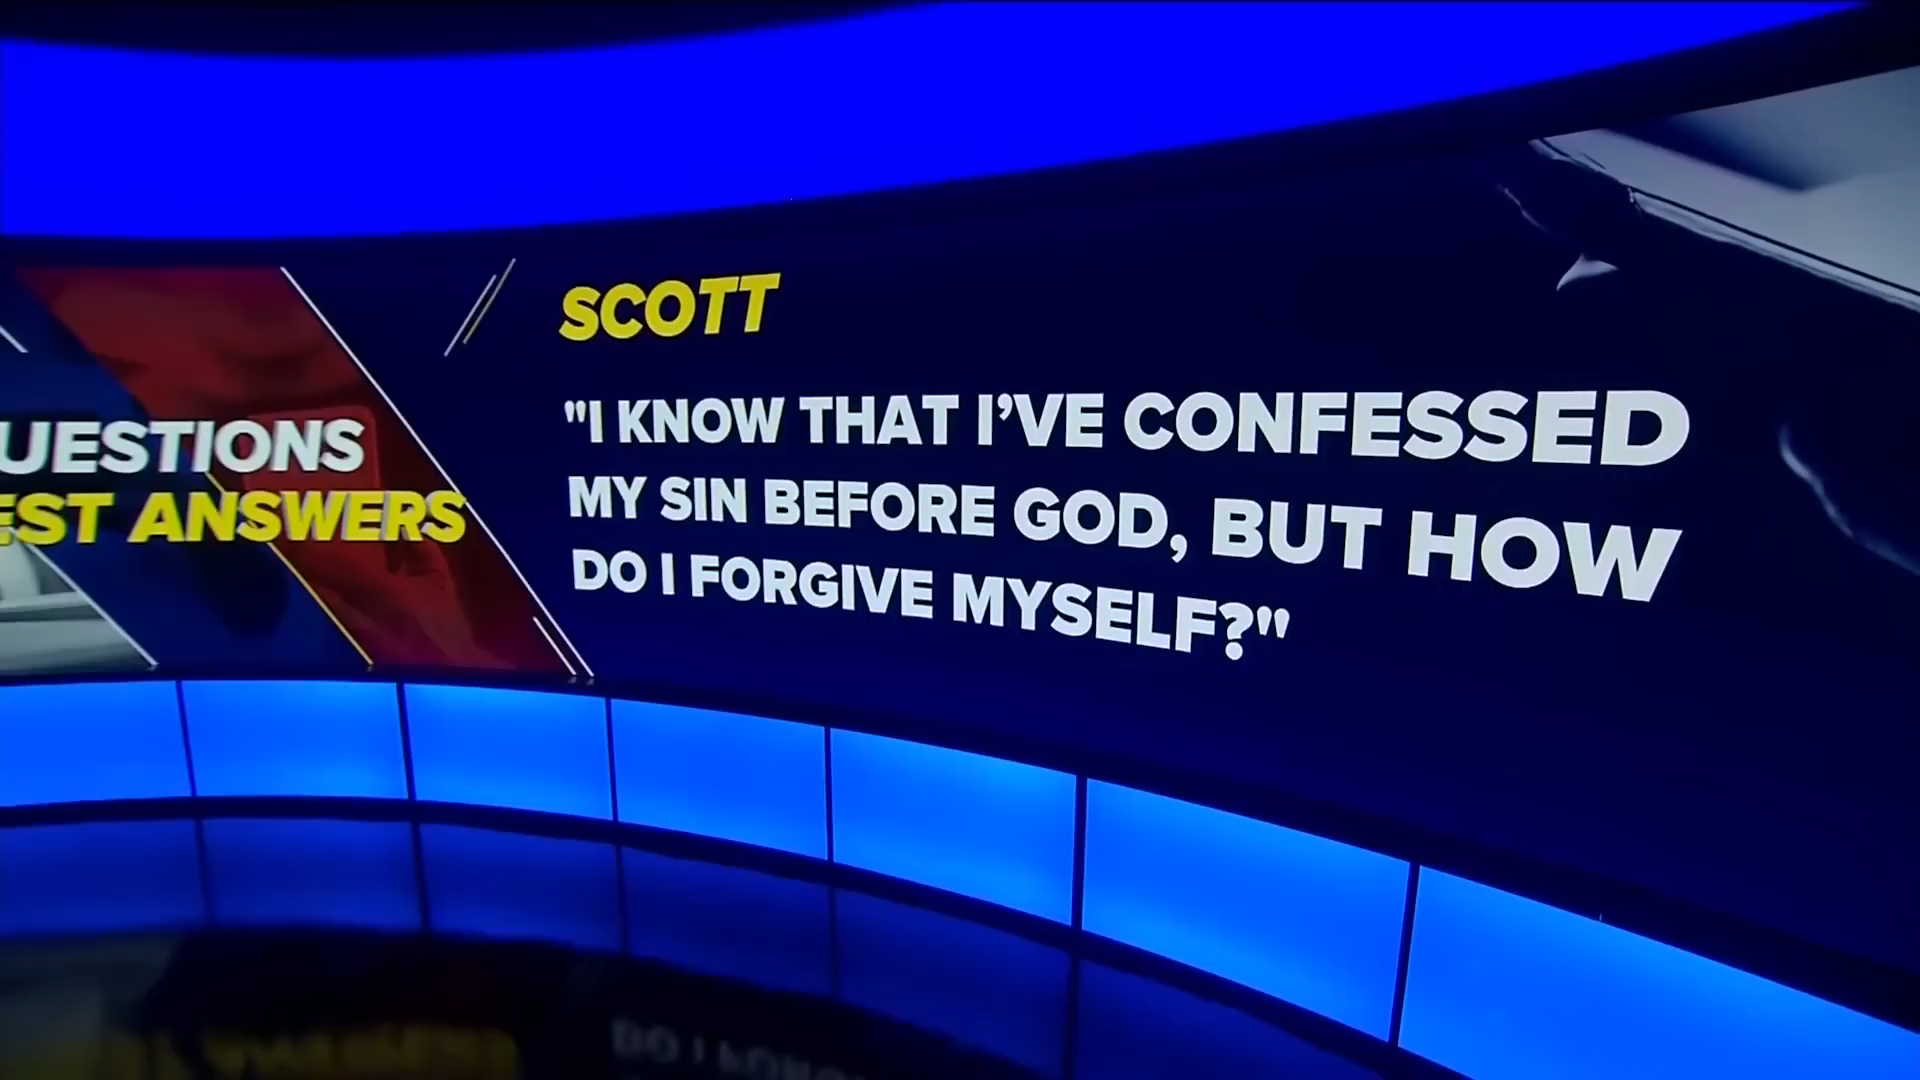 UESTIONS
EST ANSWERS
SCOTT
"I KNOW THAT I'VE CONFESSED
MY SIN BEFORE GOD, BUT HOW
DO I FORGIVE MYSELF?"